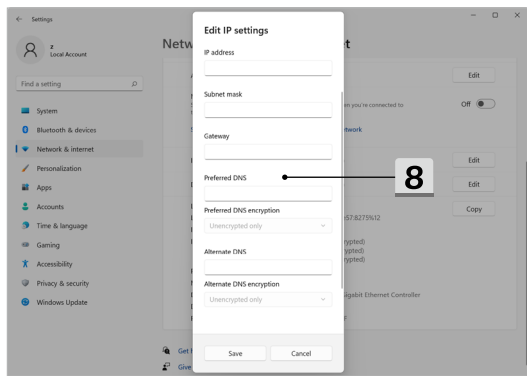 Settings
z
Local Account
Find a setting
System
Bluetooth & devices
Network & internet
Personalization
Apps
Accounts
Time & language
Gaming
Accessibility
Privacy & security
Windows Update
Edit
en you're connected to
Off
etwork
Edit
Edit
Copy
:57:B275%12
rypted)
rypted)
rypted)
Gigabit Ethernet Controller
Get
Give
Edit IP settings
IP address
Subnet mask
Gateway
Preferred DNS
8
Preferred DNS encryption
Unencrypted only
Alternate DNS
Alternate DNS encryption
Unencrypted only
Save
Cancel